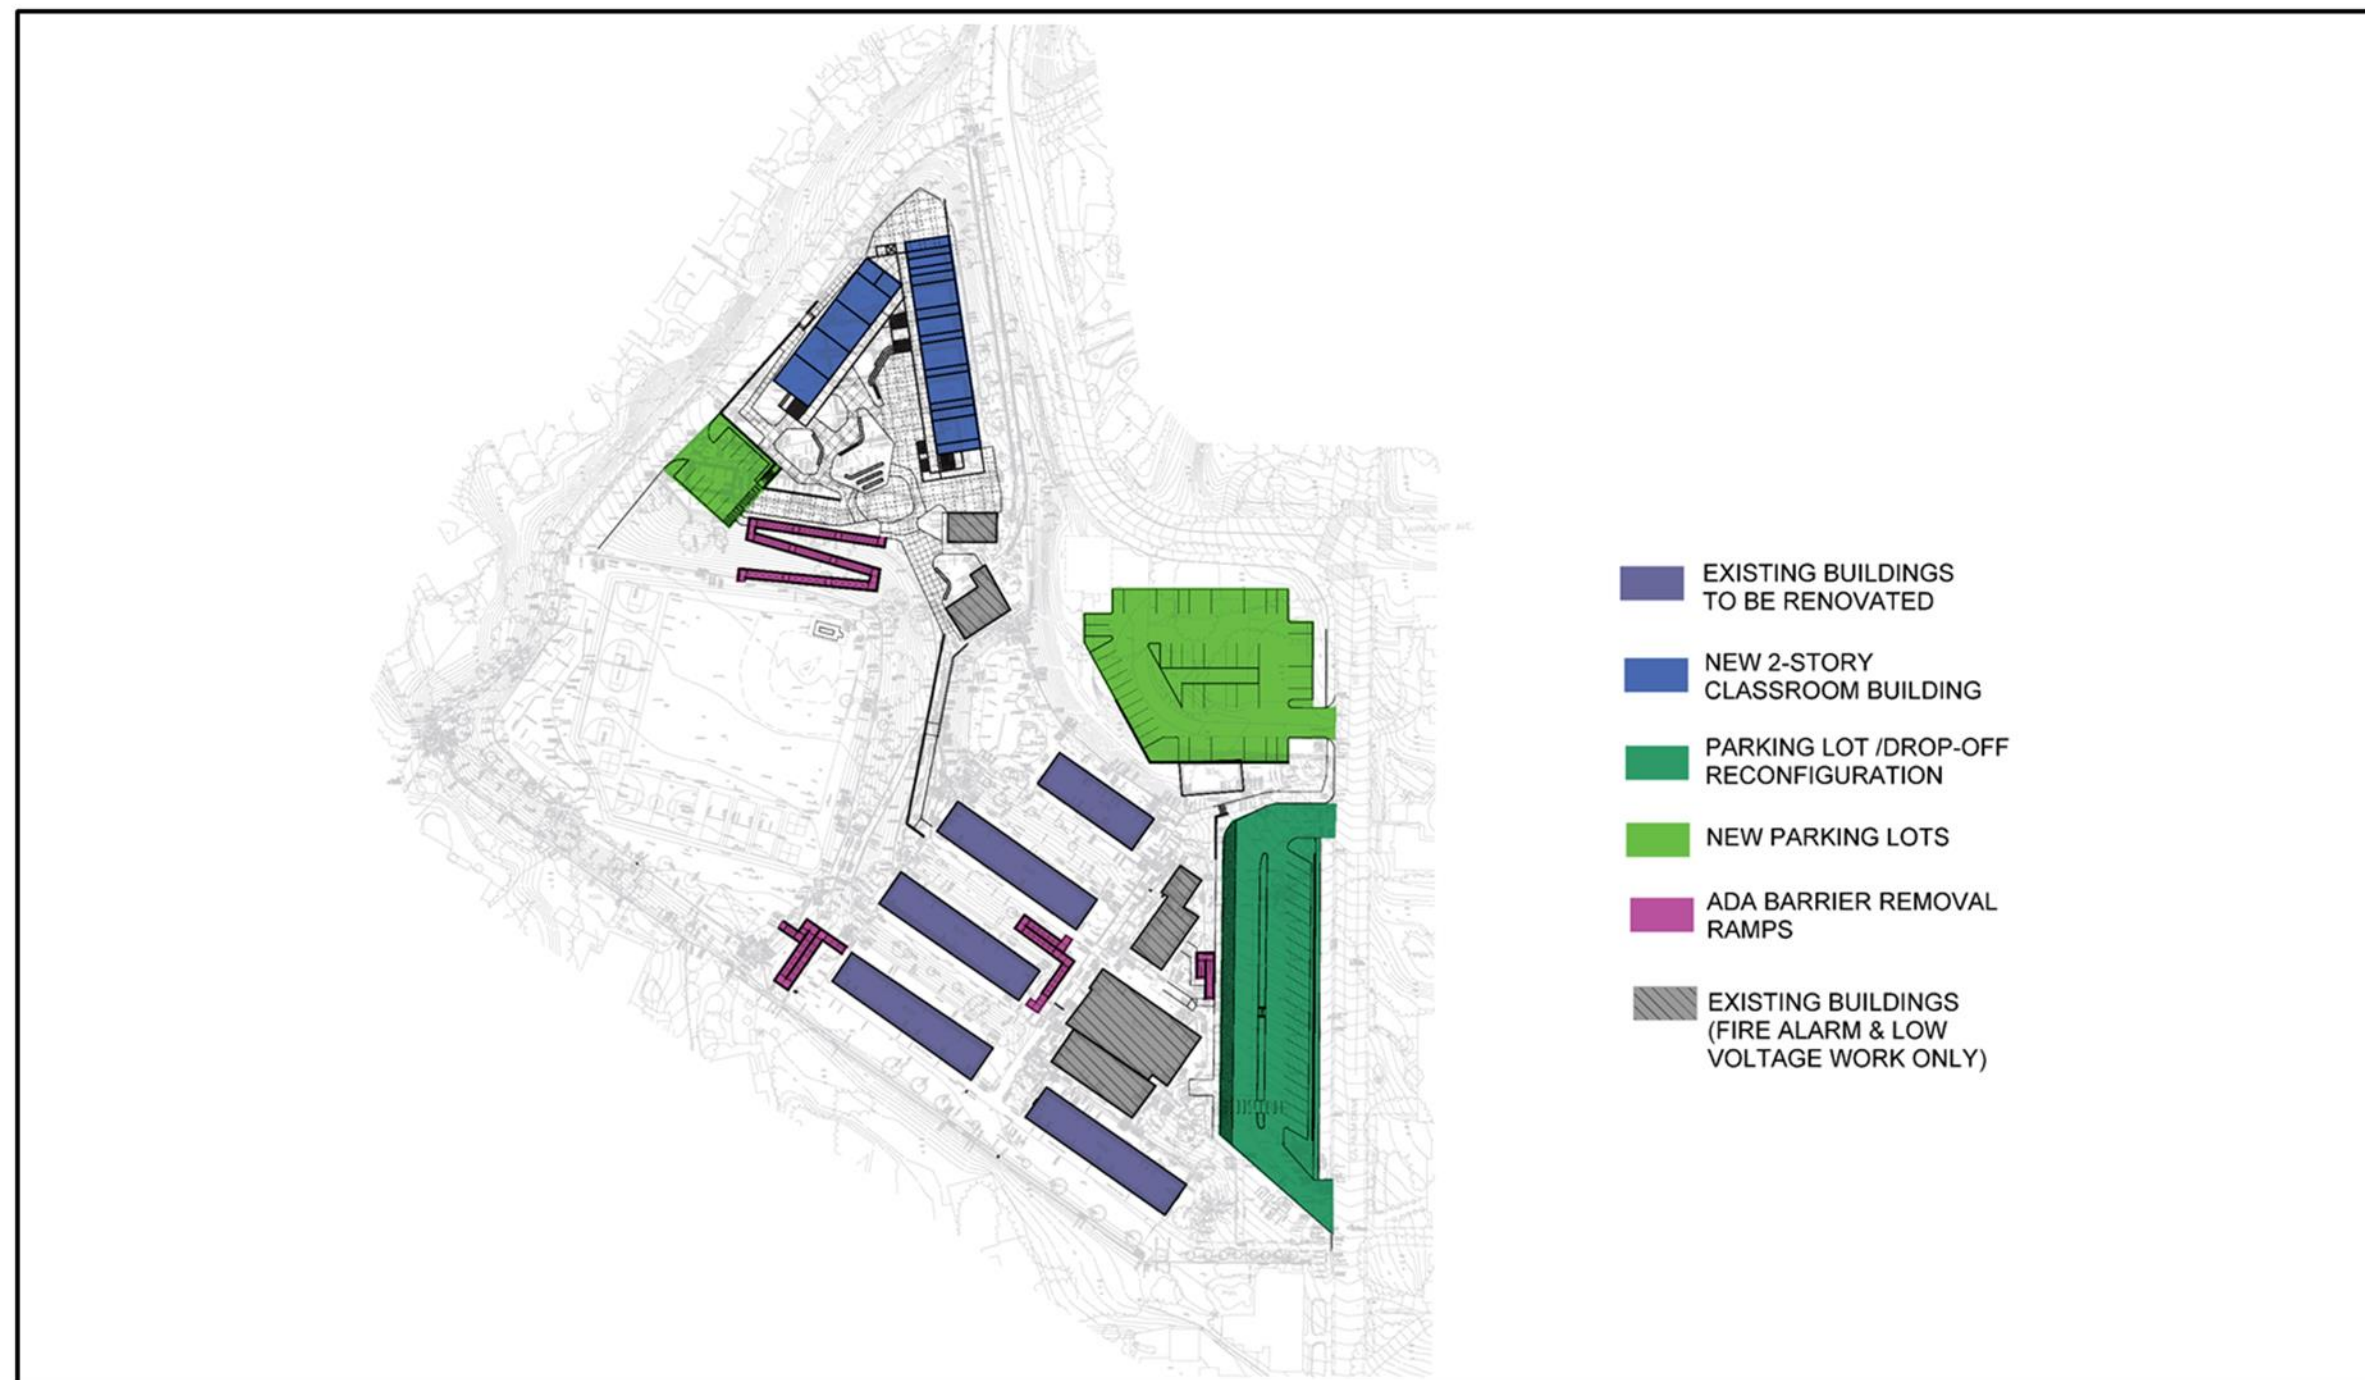 EXISTING BUILDINGS
TO BE RENOVATED
NEW 2-STORY
CLASSROOM BUILDING
PARKING LOT /DROP-OFF
RECONFIGURATION
NEW PARKING LOTS
ADA BARRIER REMOVAL
RAMPS
EXISTING BUILDINGS
(FIRE ALARM & LOW
VOLTAGE WORK ONLY)